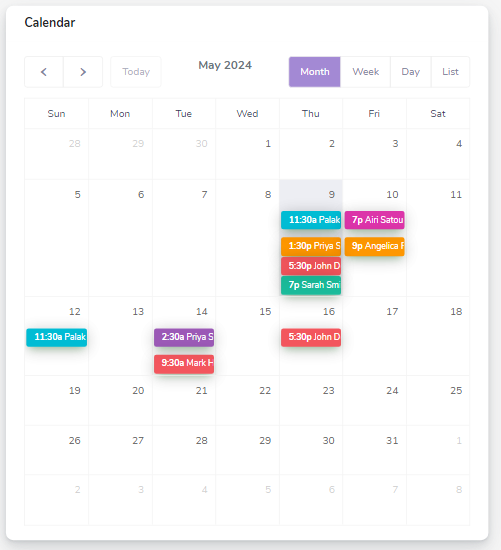 Calendar
Today
May 2024
Month Week Day List
Sun Mon Tue Wed Thu Fri Sat
28 29 30 1 2 3 4
5 6 7 8 9 10 11
11:30a Palak 7p Airi Satou
1:30p Priya S 9p Angelica
5:30p John D
7p Sarah Smi
12 13 14 15 16 17 18
11:30a Palak 2:30a Priya S 5:30p John D
9:30a Mark H
19 20 21 22 23 24 25
26 27 28 29 30 31 1
2 3 4 5 6 7 8